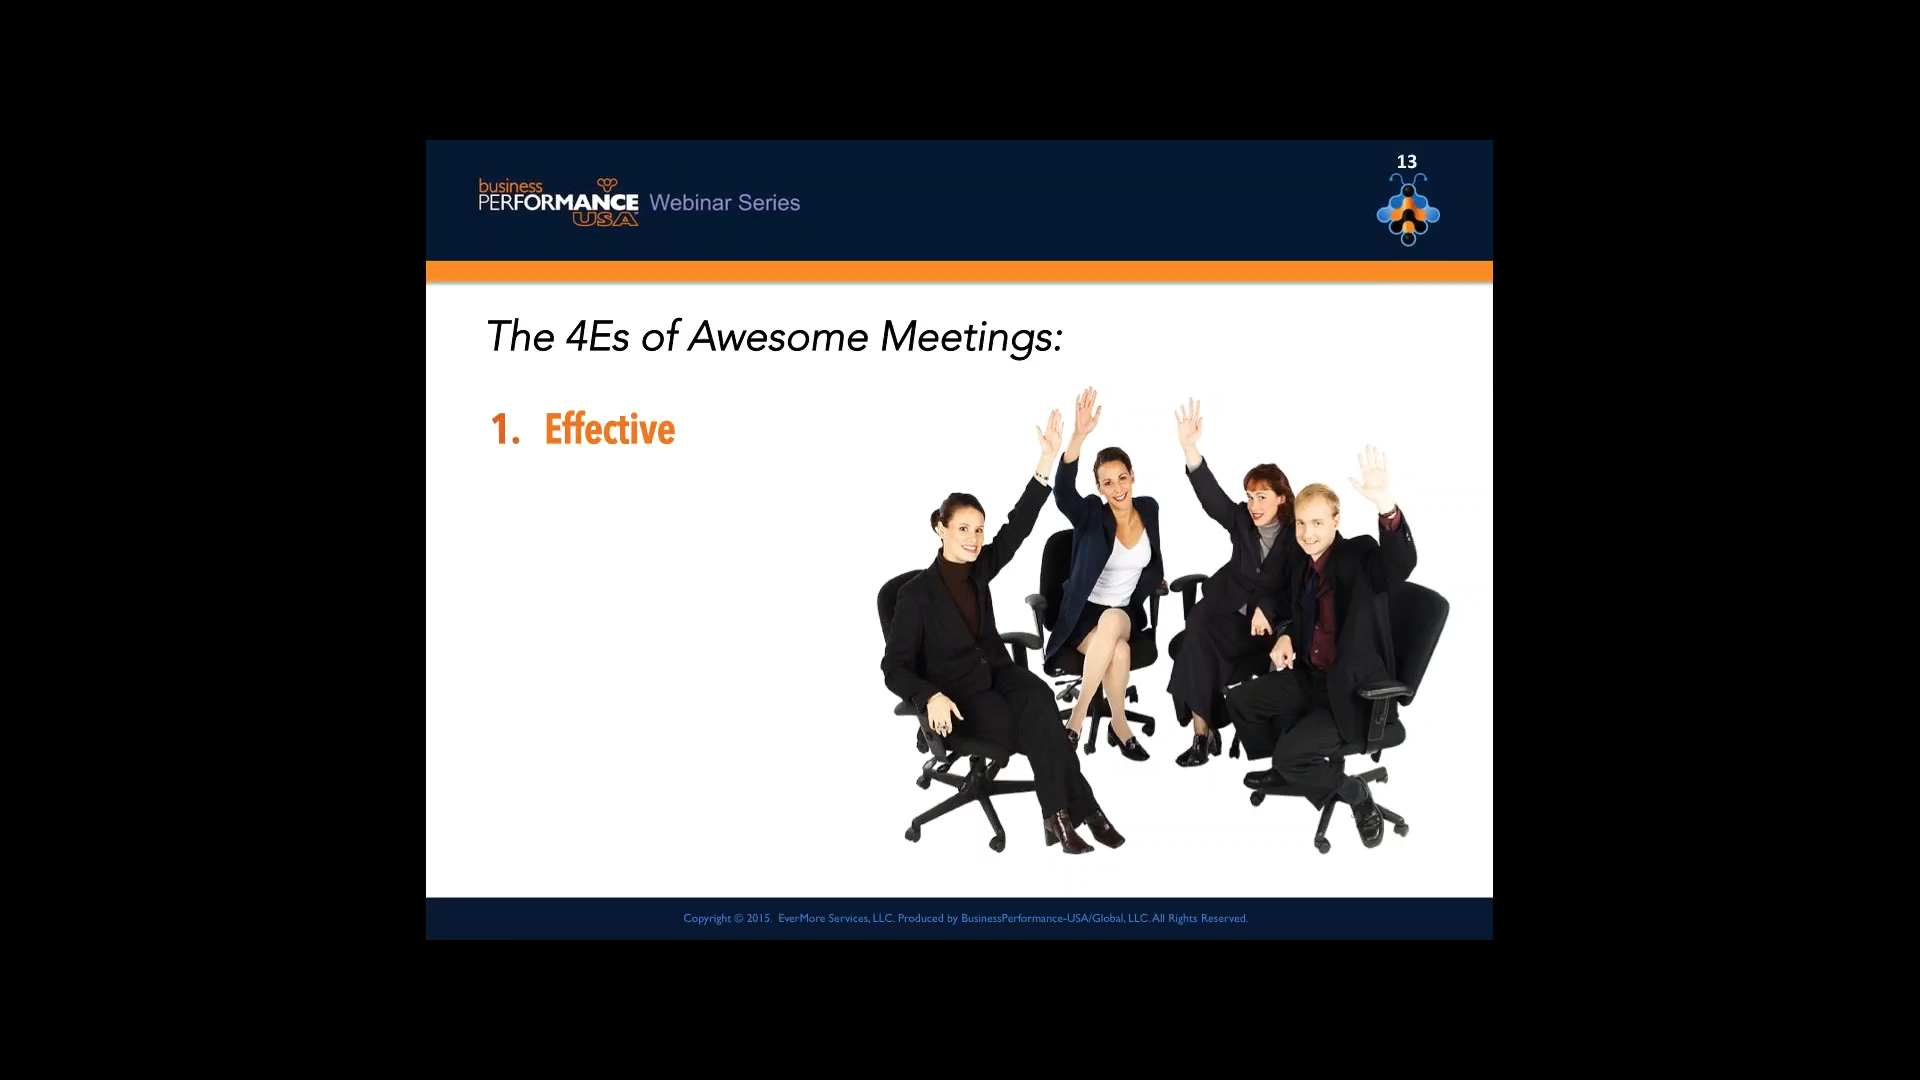 13
business
PERFORMANCE
USA
Webinar Series
The 4Es of Awesome Meetings:
1. Effective
Copyright © 2015. EverMore Services, LLC. Produced by BusinessPerformance-USA/Global, LLC. All Rights Reserved.